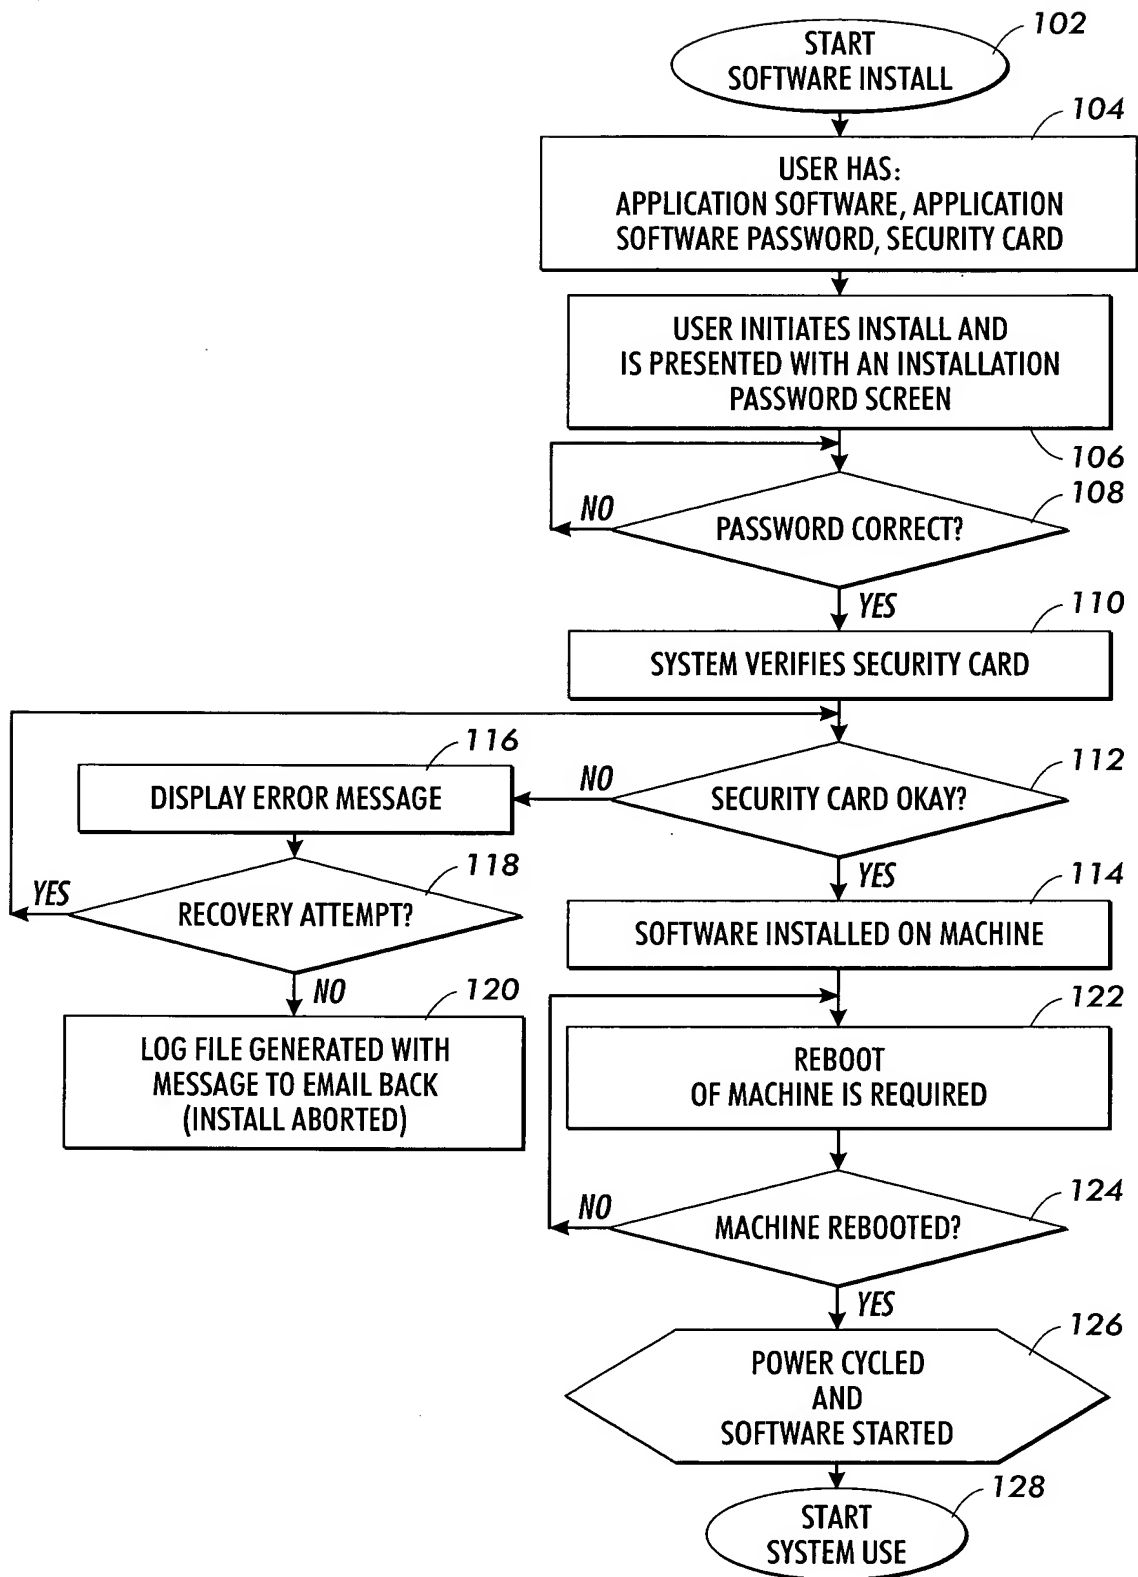 102
START
SOFTWARE INSTALL
104
USER HAS:
APPLICATION SOFTWARE, APPLICATION
SOFTWARE PASSWORD, SECURITY CARD
USER INITIATES INSTALL AND
IS PRESENTED WITH AN INSTALLATION
PASSWORD SCREEN
106
108
NO
PASSWORD CORRECT?
YES
110
SYSTEM VERIFIES SECURITY CARD
116
112
NO
DISPLAY ERROR MESSAGE
SECURITY CARD OKAY?
118
YES
114
YES
RECOVERY ATTEMPT?
SOFTWARE INSTALLED ON MACHINE
NO
120
122
LOG FILE GENERATED WITH
MESSAGE TO EMAIL BACK
(INSTALL ABORTED)
REBOOT
OF MACHINE IS REQUIRED
124
NO
MACHINE REBOOTED?
YES
126
POWER CYCLED
AND
SOFTWARE STARTED
128
START
SYSTEM USE